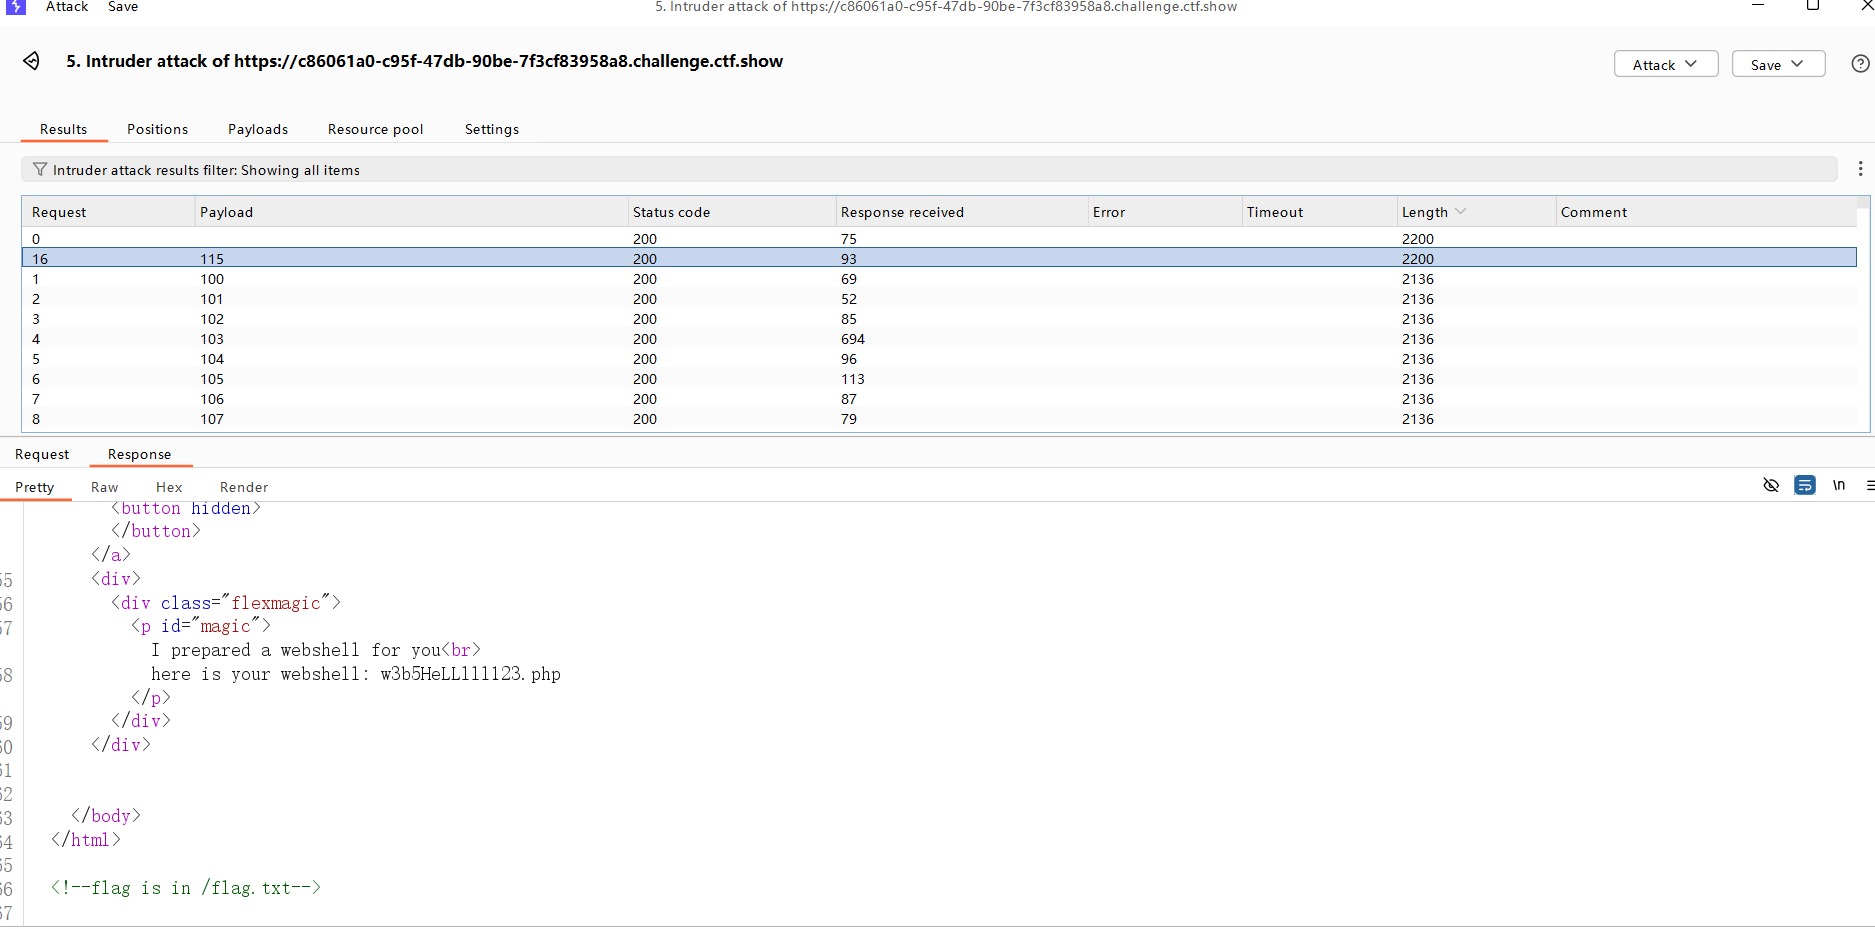 Attack Save 5. Intruder attack of https://c86061a0-c95f-47db-90be-7f3cf83958a8.challenge.ctf.show
5. Intruder attack of https://c86061a0-c95f-47db-90be-7f3cf83958a8.challenge.ctf.show Attack Save
Results Positions Payloads Resource pool Settings
Intruder attack results filter: Showing all items
Request Payload Status code Response received Error Timeout Length Comment
0 200 75 2200
16 115 200 93 2200
1 100 200 69 2136
2 101 200 52 2136
3 102 200 85 2136
4 103 200 694 2136
5 104 200 96 2136
6 105 200 113 2136
7 106 200 87 2136
8 107 200 79 2136
Request Response
Pretty Raw Hex Render \n
<button hidden>
</button>
</a>
55 <div>
56 <div class="flexmagic">
57 <p id="magic">
I prepared a webshell for you<br>
58 here is your webshell: w3b5HeLLlll123.php
</p>
59 </div>
60 </div>
61
62
63 </body>
64 </html>
65
66 <!--flag is in /flag.txt-->
67